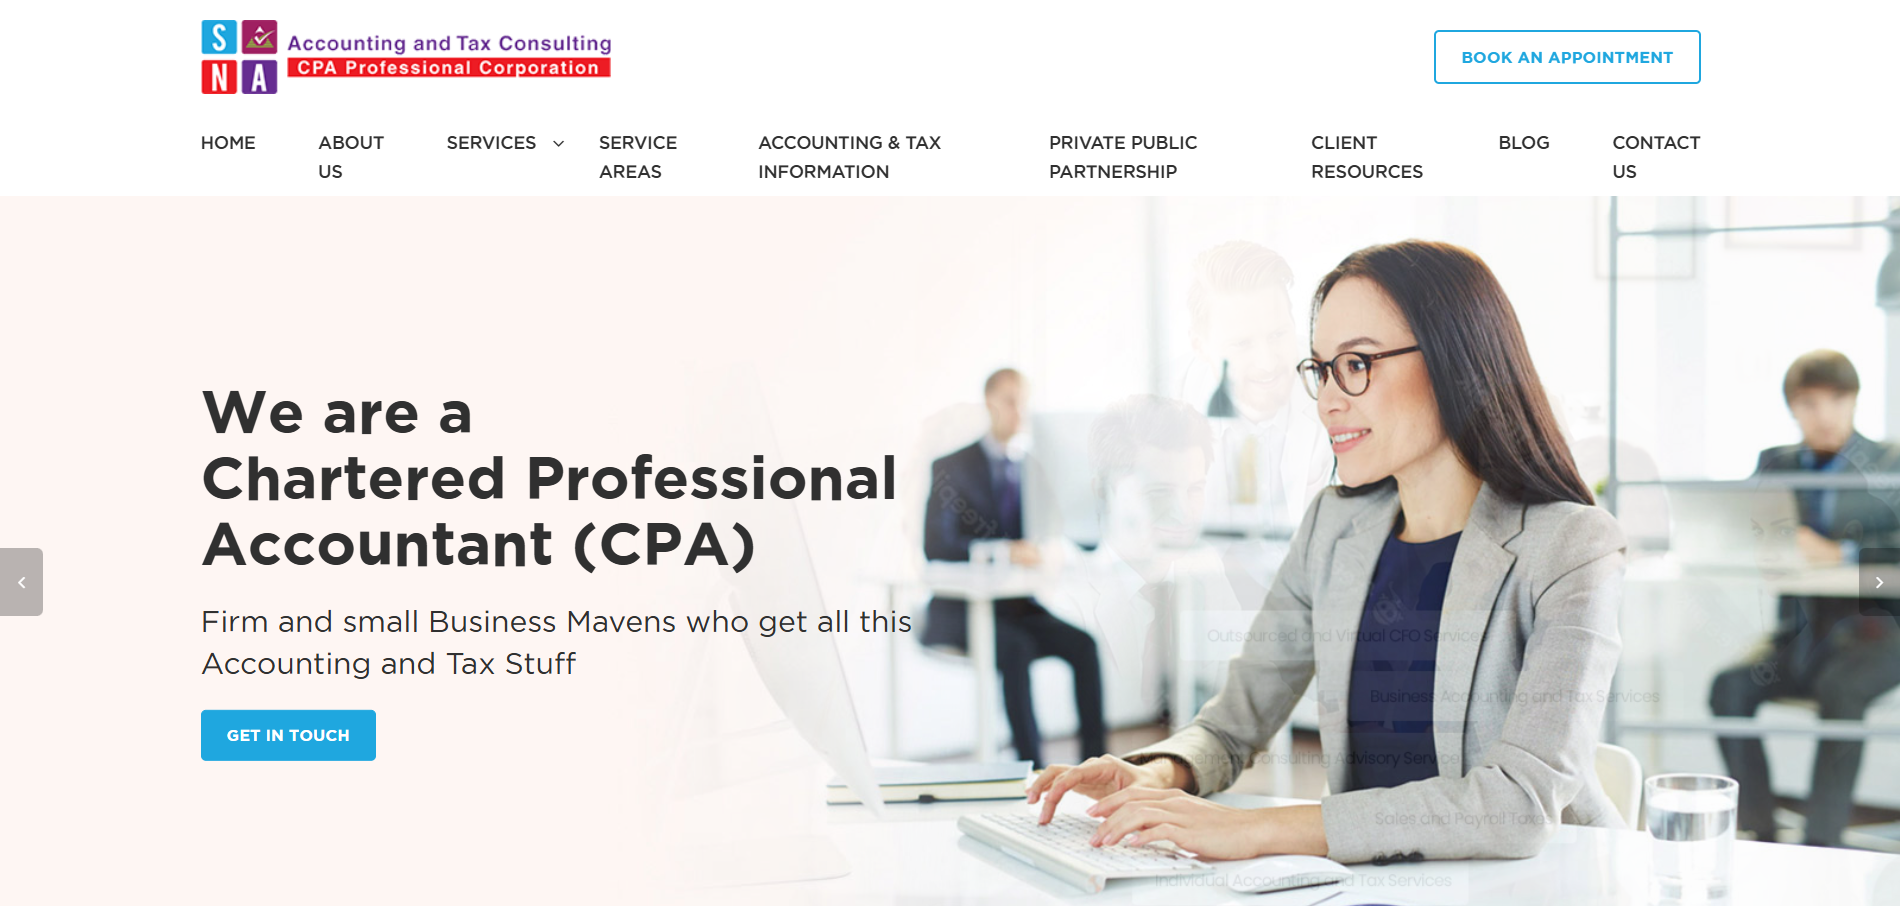 S
NA
Accounting and Tax Consulting
CPA Professional Corporation
BOOK AN APPOINTMENT
HOME
ABOUT
US
SERVICES
SERVICE
AREAS
ACCOUNTING & TAX
INFORMATION
PRIVATE PUBLIC
PARTNERSHIP
CLIENT
RESOURCES
BLOG
CONTACT
US
We are a
Chartered Professional
Accountant (CPA)
Firm and small Business Mavens who get all this
Accounting and Tax Stuff
GET IN TOUCH
Outsourced and Virtual CFO Services
Business Accounting and Tax Services
Management Consulting Advisory Services
Sales and Payroll Taxes
Individual Accounting and Tax Services